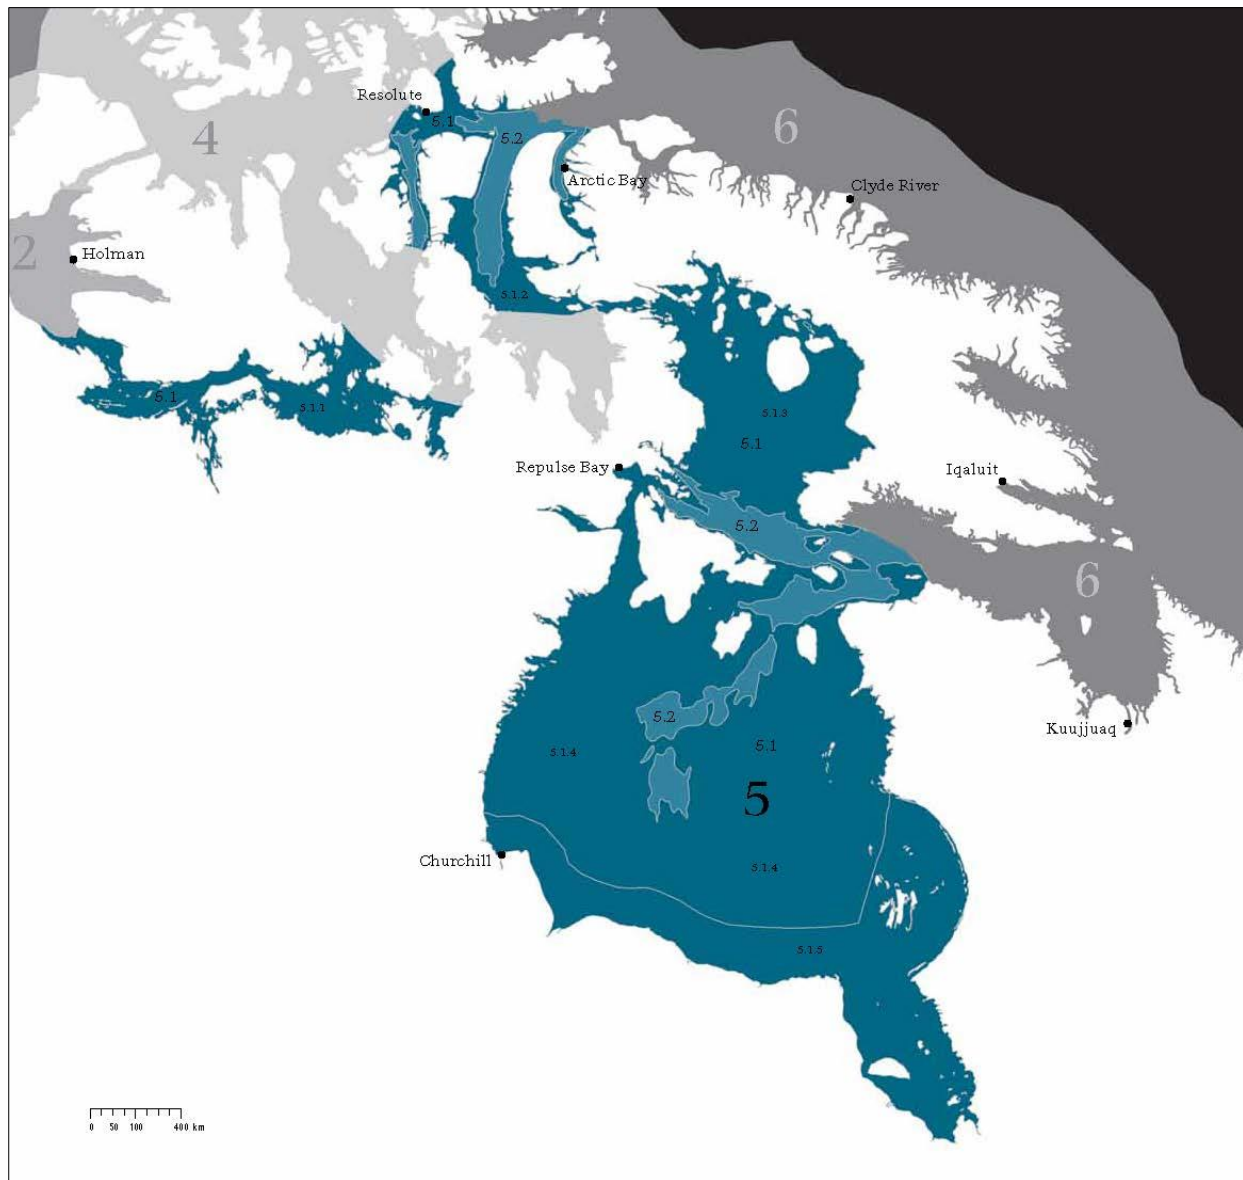 Resolute
5.1
4
5.2
6
Arctic Bay
Clyde River
2
Holman
5.1.2
5.1
5.1.1
5.1.3
5.1
Repulse Bay
Iqaluit
5.2
6
5.2
Kuujjuaq
5.1
5.1.4
5
Churchill
5.1.4
5.1.5
0 50 100 400 km